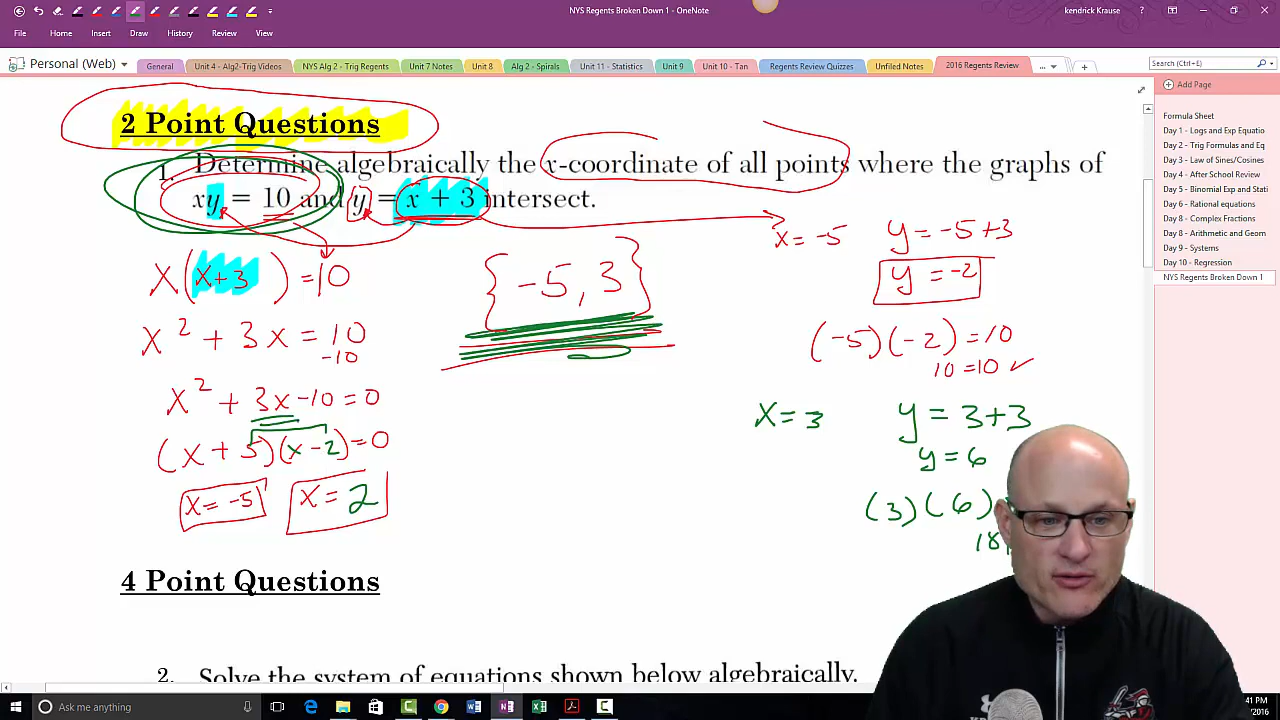 NYS Regents Broken Down 1 - OneNote
kendrick Krause
File Home Insert Draw History Review View
Personal (Web)
General Unit 4 - Alg2-Trig Videos NYS Alg 2 - Trig Regents Unit 7 Notes Unit 8 Alg 2 - Spirals Unit 11 - Statistics Unit 9 Unit 10 - Tan Regents Review Quizzes Unfiled Notes 2016 Regents Review ...
Search (Ctrl+E)
Add Page
Formula Sheet
Day 1 - Logs and Exp Equatio
Day 2 - Trig Formulas and Eq
Day 3 - Law of Sines/Cosines
Day 4 - After School Review
Day 5 - Binomial Exp and Stati
Day 6 - Rational equations
Day 8 - Complex Fractions
Day 8 - Arithmetic and Geom
Day 9 - Systems
Day 10 - Regression
NYS Regents Broken Down 1
2 Point Questions
1. Determine algebraically the x-coordinate of all points where the graphs of
xy = 10 and y = x + 3 intersect.
x(x+3) = 10
x² + 3x = 10
-10
x² + 3x -10 = 0
(x + 5)(x - 2) = 0
x = -5 x = 2
{-5, 3}
x = -5 y = -5+3
y = -2
(-5)(-2) = 10
10 = 10 ✓
x = 3 y = 3+3
y = 6
(3)(6)
18
4 Point Questions
2. Solve the system of equations shown below algebraically.
Ask me anything
41 PM
/2016